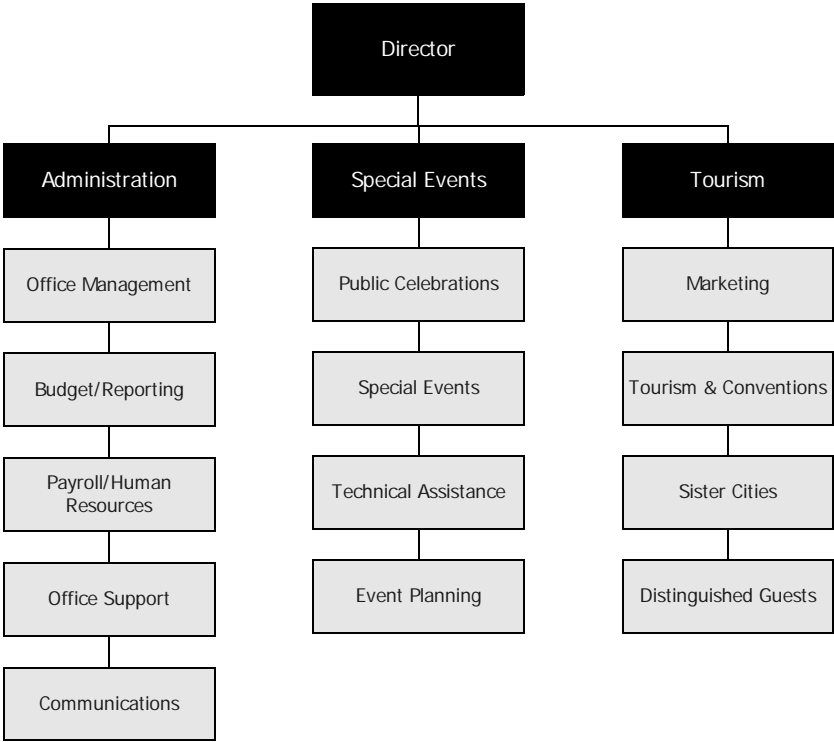 Director
Administration
Special Events
Tourism
Office Management
Public Celebrations
Marketing
Budget/Reporting
Special Events
Tourism & Conventions
Payroll/Human
Resources
Technical Assistance
Sister Cities
Office Support
Event Planning
Distinguished Guests
Communications